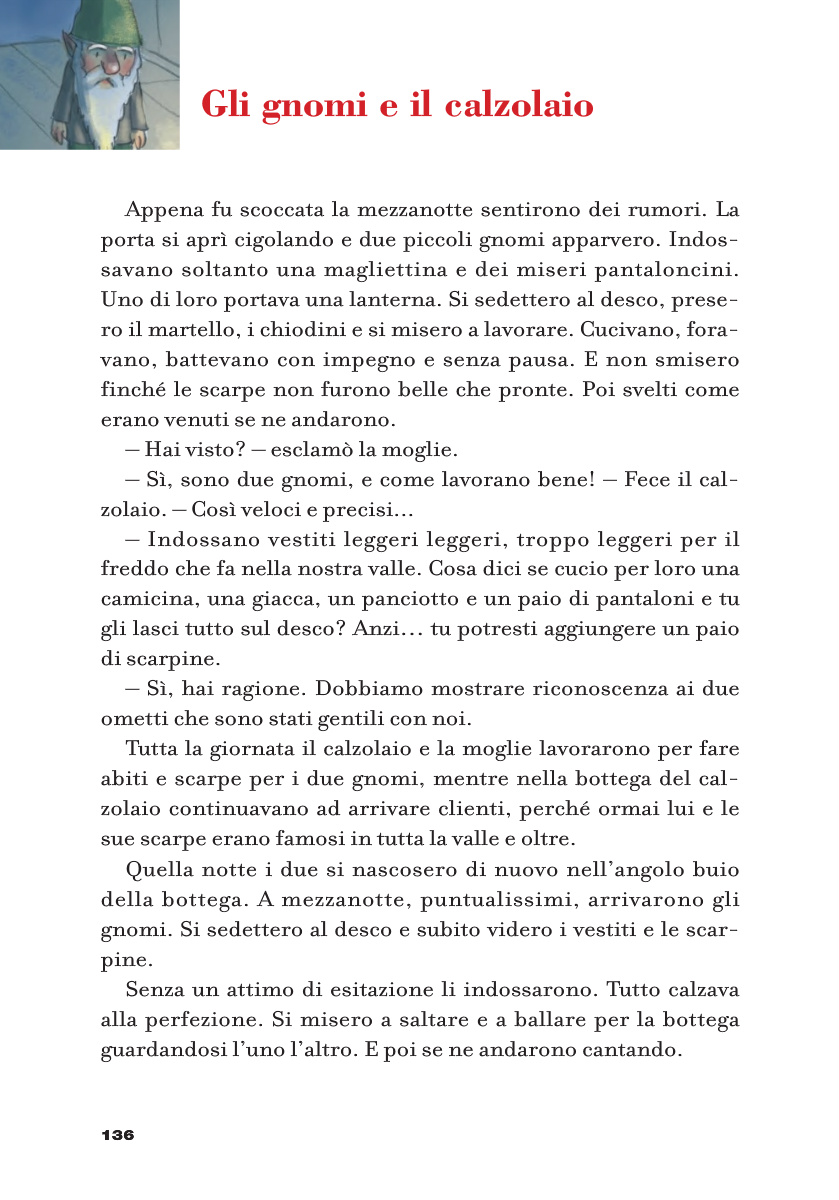 Gli gnomi e il calzolaio
Appena fu scoccata la mezzanotte sentirono dei rumori. La
porta si aprì cigolando e due piccoli gnomi apparvero. Indos-
savano soltanto una magliettina e dei miseri pantaloncini.
Uno di loro portava una lanterna. Si sedettero al desco, prese-
ro il martello, i chiodini e si misero a lavorare. Cucivano, fora-
vano, battevano con impegno e senza pausa. E non smisero
finché le scarpe non furono belle che pronte. Poi svelti come
erano venuti se ne andarono.
– Hai visto? – esclamò la moglie.
– Sì, sono due gnomi, e come lavorano bene! – Fece il cal-
zolaio. – Così veloci e precisi...
– Indossano vestiti leggeri leggeri, troppo leggeri per il
freddo che fa nella nostra valle. Cosa dici se cucio per loro una
camicina, una giacca, un panciotto e un paio di pantaloni e tu
gli lasci tutto sul desco? Anzi... tu potresti aggiungere un paio
di scarpine.
– Sì, hai ragione. Dobbiamo mostrare riconoscenza ai due
ometti che sono stati gentili con noi.
Tutta la giornata il calzolaio e la moglie lavorarono per fare
abiti e scarpe per i due gnomi, mentre nella bottega del cal-
zolaio continuavano ad arrivare clienti, perché ormai lui e le
sue scarpe erano famosi in tutta la valle e oltre.
Quella notte i due si nascosero di nuovo nell'angolo buio
della bottega. A mezzanotte, puntualissimi, arrivarono gli
gnomi. Si sedettero al desco e subito videro i vestiti e le scar-
pine.
Senza un attimo di esitazione li indossarono. Tutto calzava
alla perfezione. Si misero a saltare e a ballare per la bottega
guardandosi l'uno l'altro. E poi se ne andarono cantando.
136